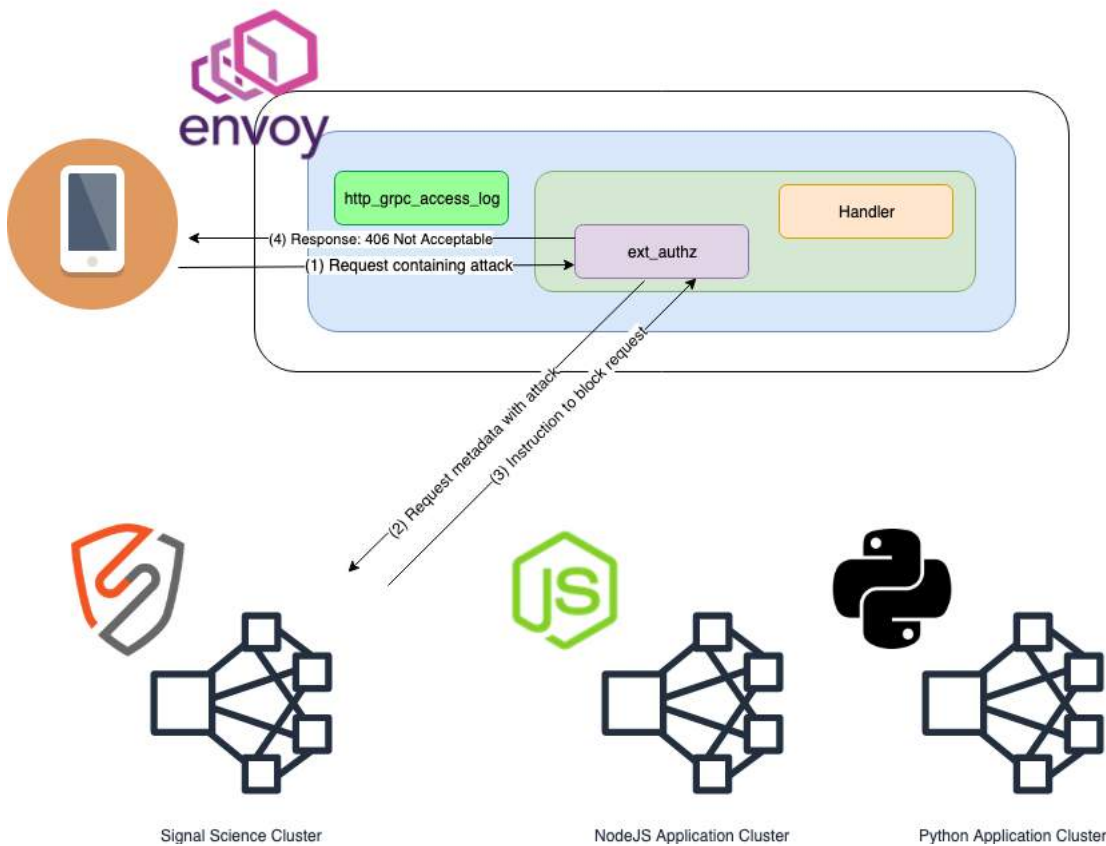 envoy
http_grpc_access_log
Handler
(4) Response: 406 Not Acceptable
ext_authz
(1) Request containing attack
(2) Request metadata with attack
(3) Instruction to block request
JS
Signal Science Cluster
NodeJS Application Cluster
Python Application Cluster